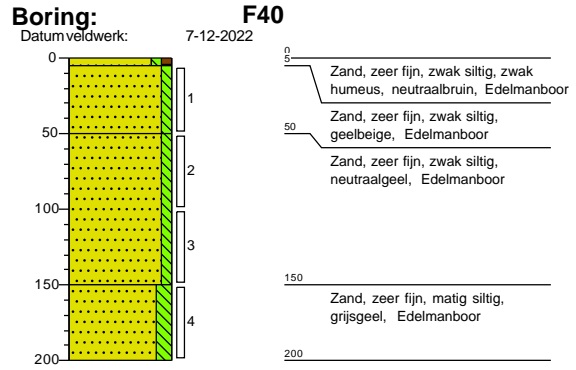 Boring: F40
Datum veldwerk: 7-12-2022
0
50
100
150
200
1
2
3
4
0
5
Zand, zeer fijn, zwak siltig, zwak
humeus, neutraalbruin, Edelmanboor
Zand, zeer fijn, zwak siltig,
geelbeige, Edelmanboor
50
Zand, zeer fijn, zwak siltig,
neutraalgeel, Edelmanboor
150
Zand, zeer fijn, matig siltig,
grijsgeel, Edelmanboor
200